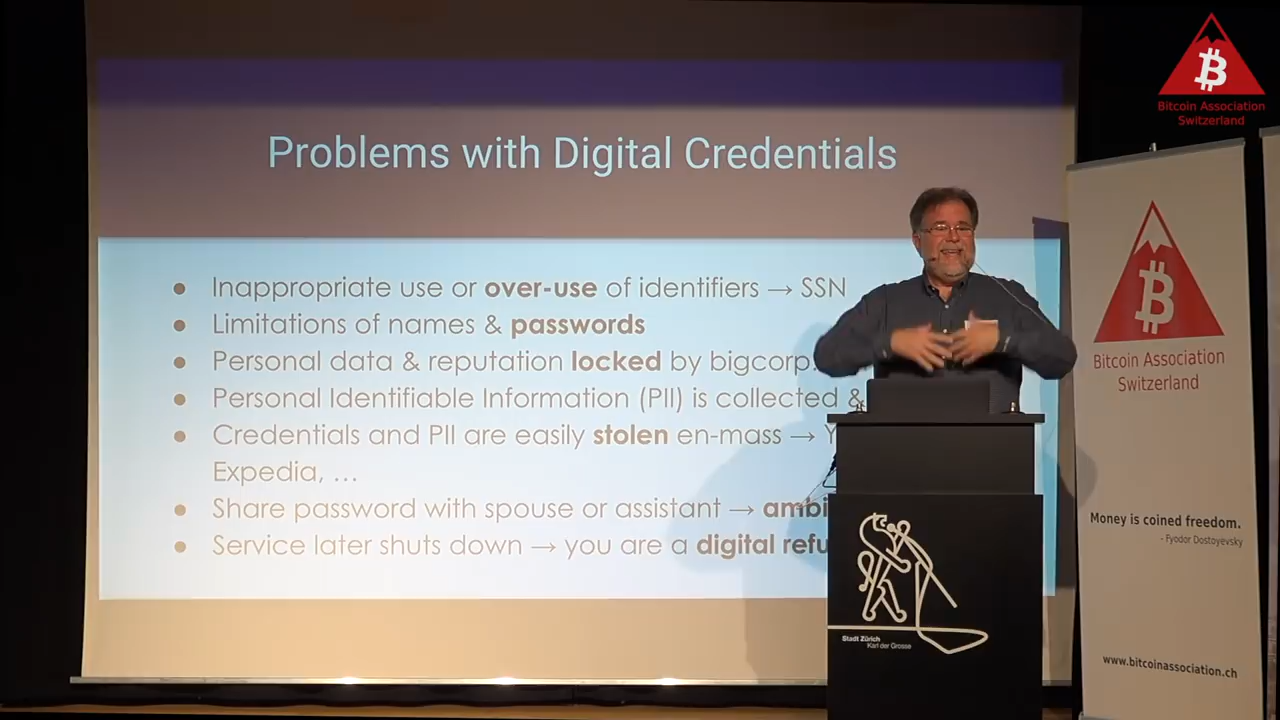 Bitcoin Association
Switzerland
Problems with Digital Credentials
● Inappropriate use or over-use of identifiers → SSN
● Limitations of names & passwords
● Personal data & reputation locked by bigcorp.
● Personal Identifiable Information (PII) is collected &
● Credentials and PII are easily stolen en-mass →
Expedia, …
● Share password with spouse or assistant →
● Service later shuts down → you are a digital
Bitcoin Association
Switzerland
Money is coined freedom.
- Fyodor Dostoyevsky
www.bitcoinassociation.ch
Stadt Zürich
Karl der Grosse